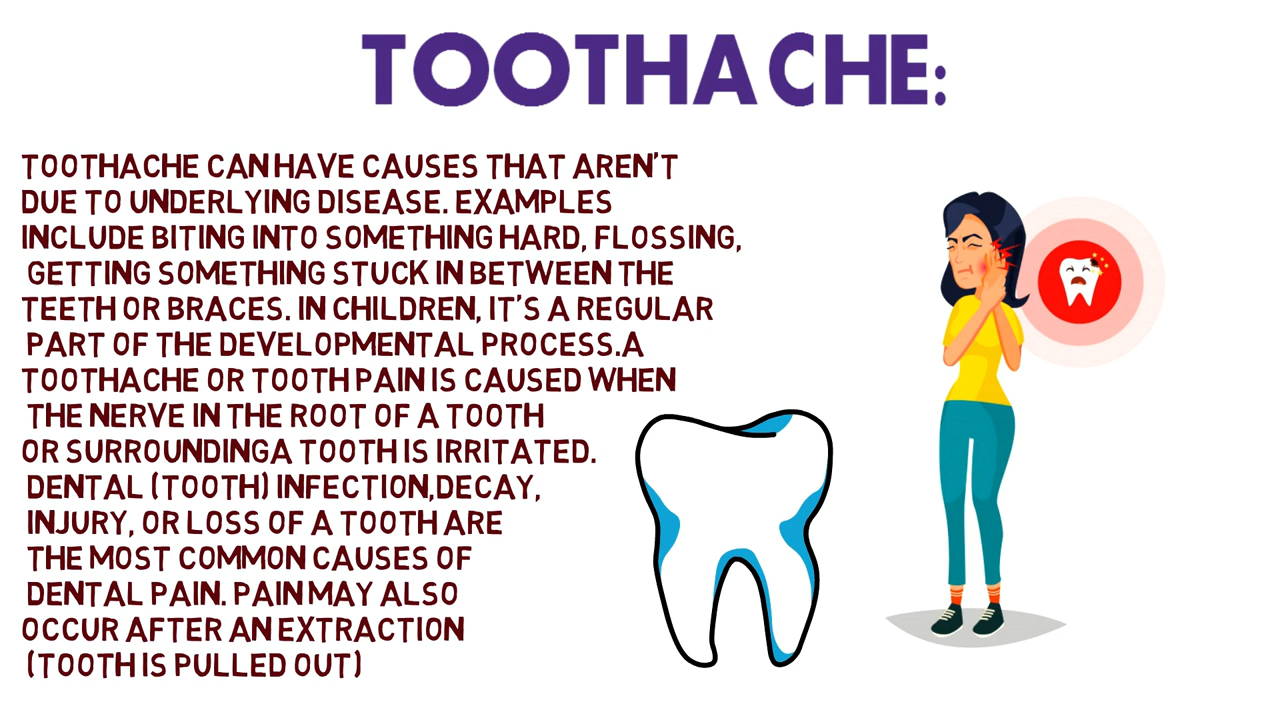 TOOTHACHE:
TOOTHACHE CAN HAVE CAUSES THAT AREN'T
DUE TO UNDERLYING DISEASE. EXAMPLES
INCLUDE BITING INTO SOMETHING HARD, FLOSSING,
GETTING SOMETHING STUCK IN BETWEEN THE
TEETH OR BRACES. IN CHILDREN, IT'S A REGULAR
PART OF THE DEVELOPMENTAL PROCESS.A
TOOTHACHE OR TOOTH PAIN IS CAUSED WHEN
THE NERVE IN THE ROOT OF A TOOTH
OR SURROUNDINGA TOOTH IS IRRITATED.
DENTAL (TOOTH) INFECTION,DECAY,
INJURY, OR LOSS OF A TOOTH ARE
THE MOST COMMON CAUSES OF
DENTAL PAIN. PAIN MAY ALSO
OCCUR AFTER AN EXTRACTION
(TOOTH IS PULLED OUT)